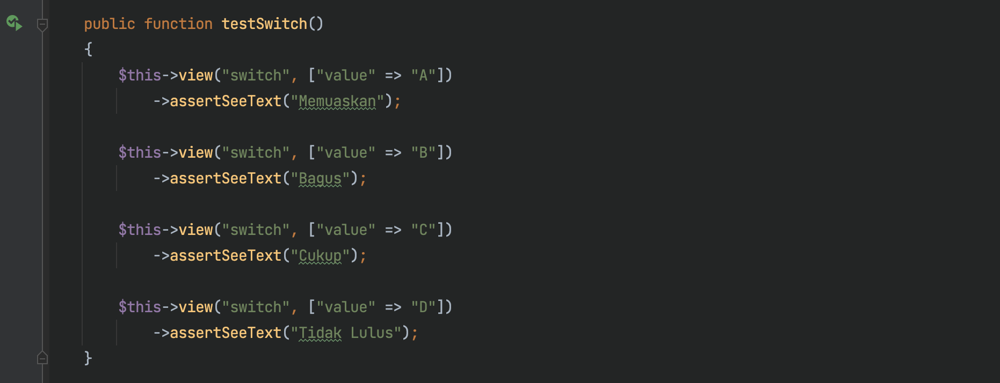 public function testSwitch()
{
$this->view("switch", ["value" => "A"])
->assertSeeText("Memuaskan");
$this->view("switch", ["value" => "B"])
->assertSeeText("Bagus");
$this->view("switch", ["value" => "C"])
->assertSeeText("Cukup");
$this->view("switch", ["value" => "D"])
->assertSeeText("Tidak Lulus");
}